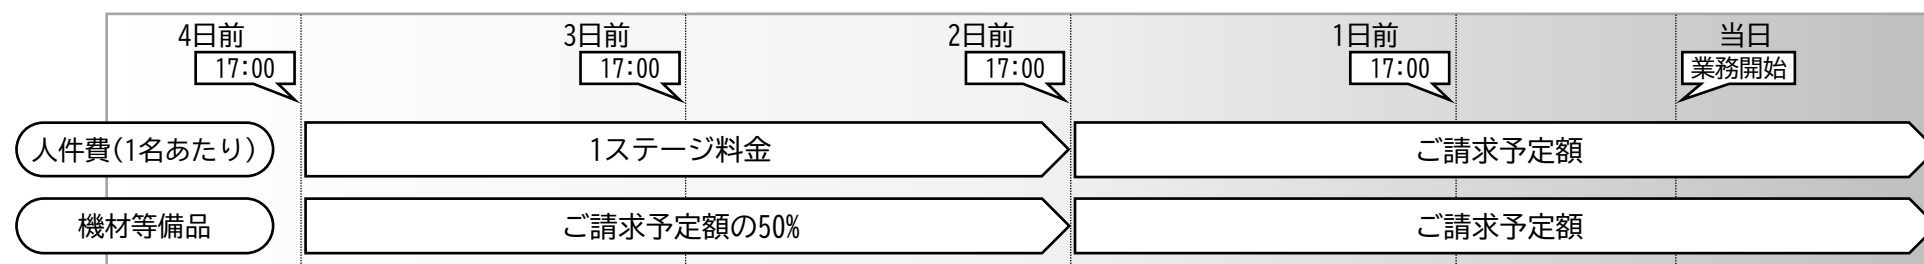 4日前
3日前
2日前
1日前
当日
17:00
17:00
17:00
17:00
業務開始
人件費(1名あたり)
1ステージ料金
ご請求予定額
機材等備品
ご請求予定額の50%
ご請求予定額